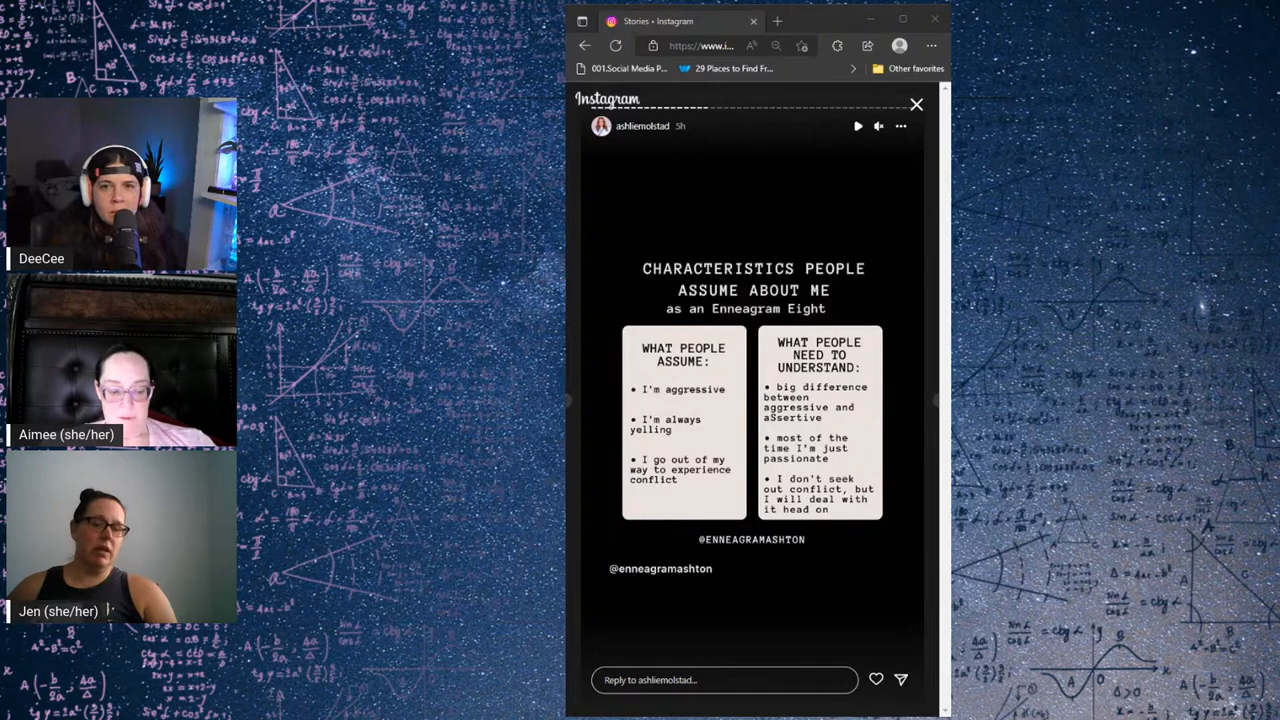 Stories • Instagram
https://www.i...
001.Social Media P...
29 Places to Find Fr...
Other favorites
Instagram
ashliemolstad 5h
CHARACTERISTICS PEOPLE
ASSUME ABOUT ME
as an Enneagram Eight
WHAT PEOPLE
ASSUME:
• I'm aggressive
• I'm always
yelling
• I go out of my
way to experience
conflict
WHAT PEOPLE
NEED TO
UNDERSTAND:
• big difference
between
aggressive and
aSsertive
• most of the
time I'm just
passionate
• I don't seek
out conflict, but
I will deal with
it head on
@ENNEAGRAMASHTON
@enneagramashton
Reply to ashliemolstad...
DeeCee
Aimee (she/her)
Jen (she/her)